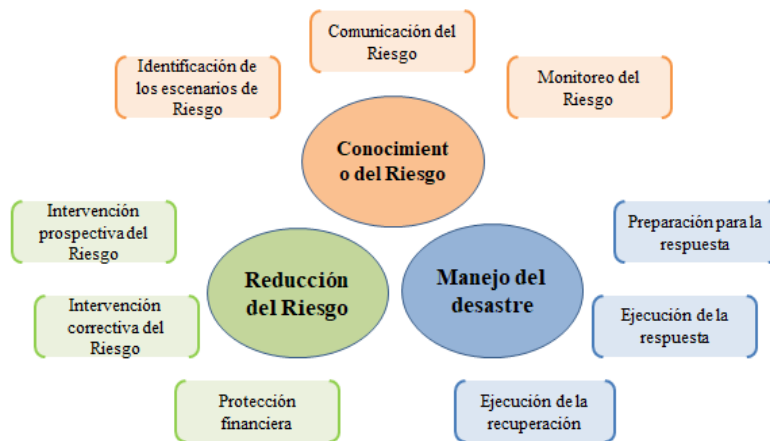 Comunicación del
Riesgo
Identificación de
los escenarios de
Riesgo
Monitoreo del
Riesgo
Conocimient
o del Riesgo
Intervención
prospectiva del
Riesgo
Preparación para la
respuesta
Reducción
del Riesgo
Manejo del
desastre
Intervención
correctiva del
Riesgo
Ejecución de la
respuesta
Protección
financiera
Ejecución de la
recuperación